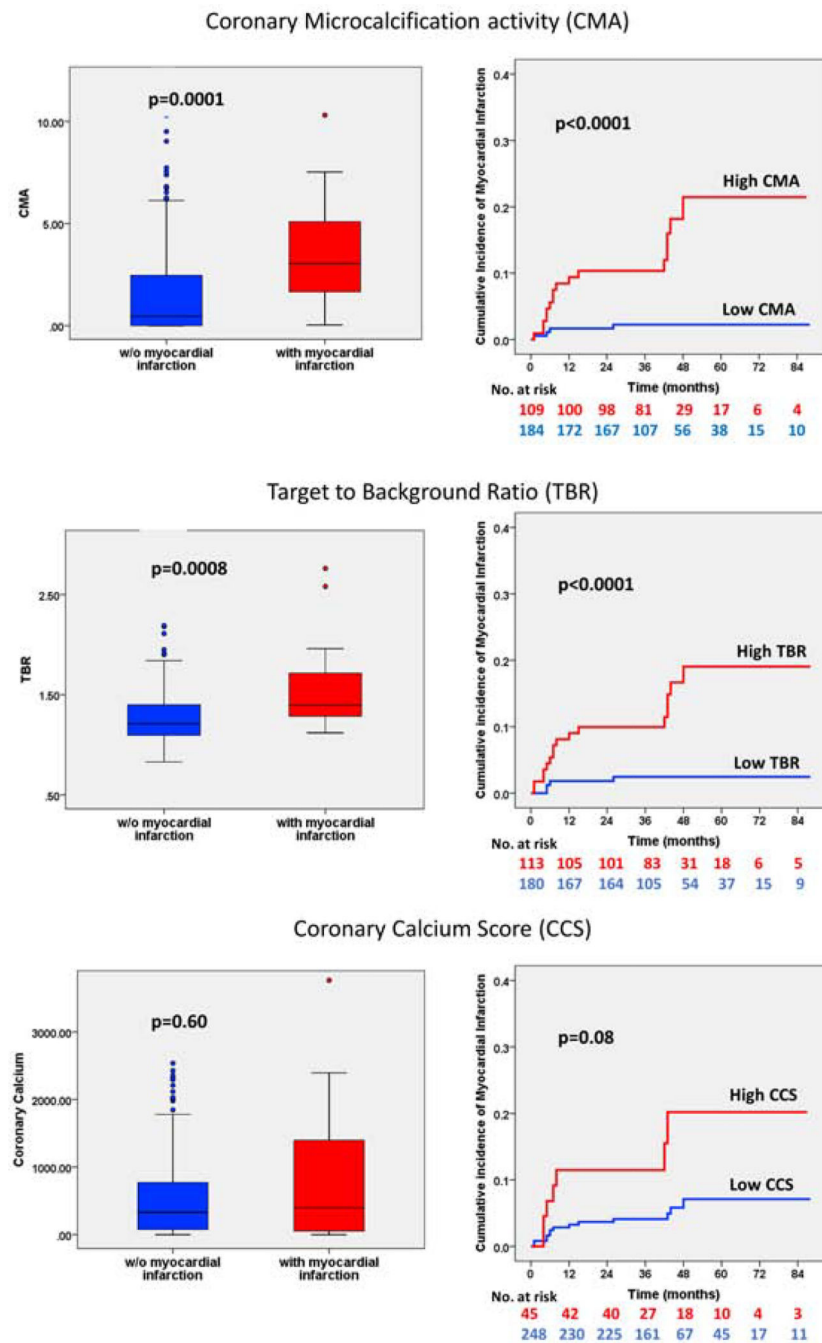 Coronary Microcalcification activity (CMA)
p=0.0001
10.00
5.00
.00
CMA
w/o myocardial infarction
with myocardial infarction
p<0.0001
0.4
0.3
0.2
0.1
0.0
Cumulative Incidence of Myocardial Infarction
High CMA
Low CMA
0 12 24 36 48 60 72 84
No. at risk
Time (months)
109 100 98 81 29 17 6 4
184 172 167 107 56 38 15 10
Target to Background Ratio (TBR)
p=0.0008
2.50
1.50
.50
TBR
w/o myocardial infarction
with myocardial infarction
p<0.0001
0.4
0.3
0.2
0.1
0.0
Cumulative incidence of Myocardial Infarction
High TBR
Low TBR
0 12 24 36 48 60 72 84
No. at risk
Time (months)
113 105 101 83 31 18 6 5
180 167 164 105 54 37 15 9
Coronary Calcium Score (CCS)
p=0.60
3000.00
2000.00
1000.00
.00
Coronary Calcium
w/o myocardial infarction
with myocardial infarction
p=0.08
0.4
0.3
0.2
0.1
0.0
Cumulative incidence of Myocardial Infarction
High CCS
Low CCS
0 12 24 36 48 60 72 84
No. at risk
Time (months)
45 42 40 27 18 10 4 3
248 230 225 161 67 45 17 11